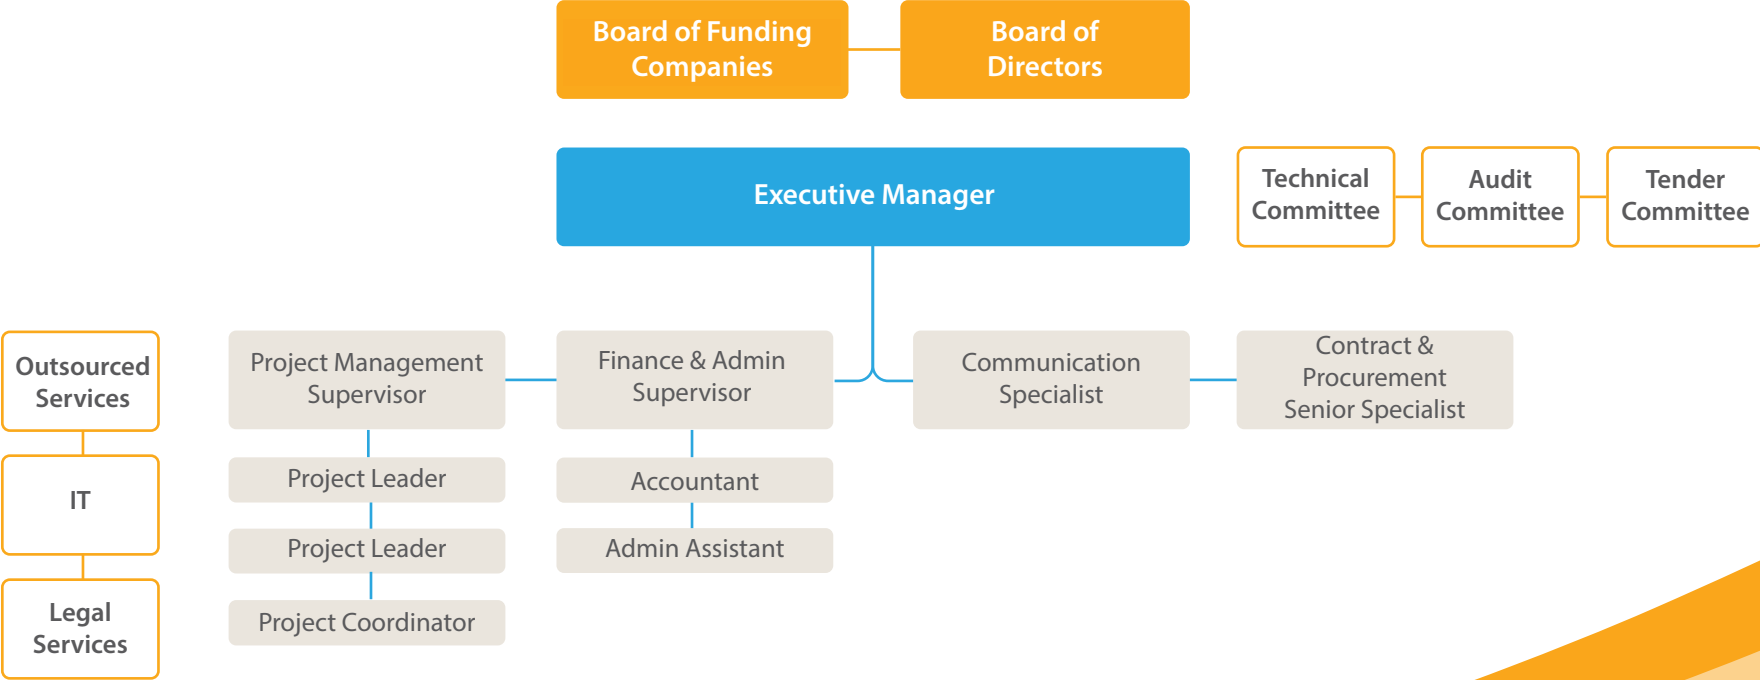 Board of Funding
Companies
Board of
Directors
Executive Manager
Technical
Committee
Audit
Committee
Tender
Committee
Outsourced
Services
IT
Legal
Services
Project Management
Supervisor
Project Leader
Project Leader
Project Coordinator
Finance & Admin
Supervisor
Accountant
Admin Assistant
Communication
Specialist
Contract &
Procurement
Senior Specialist